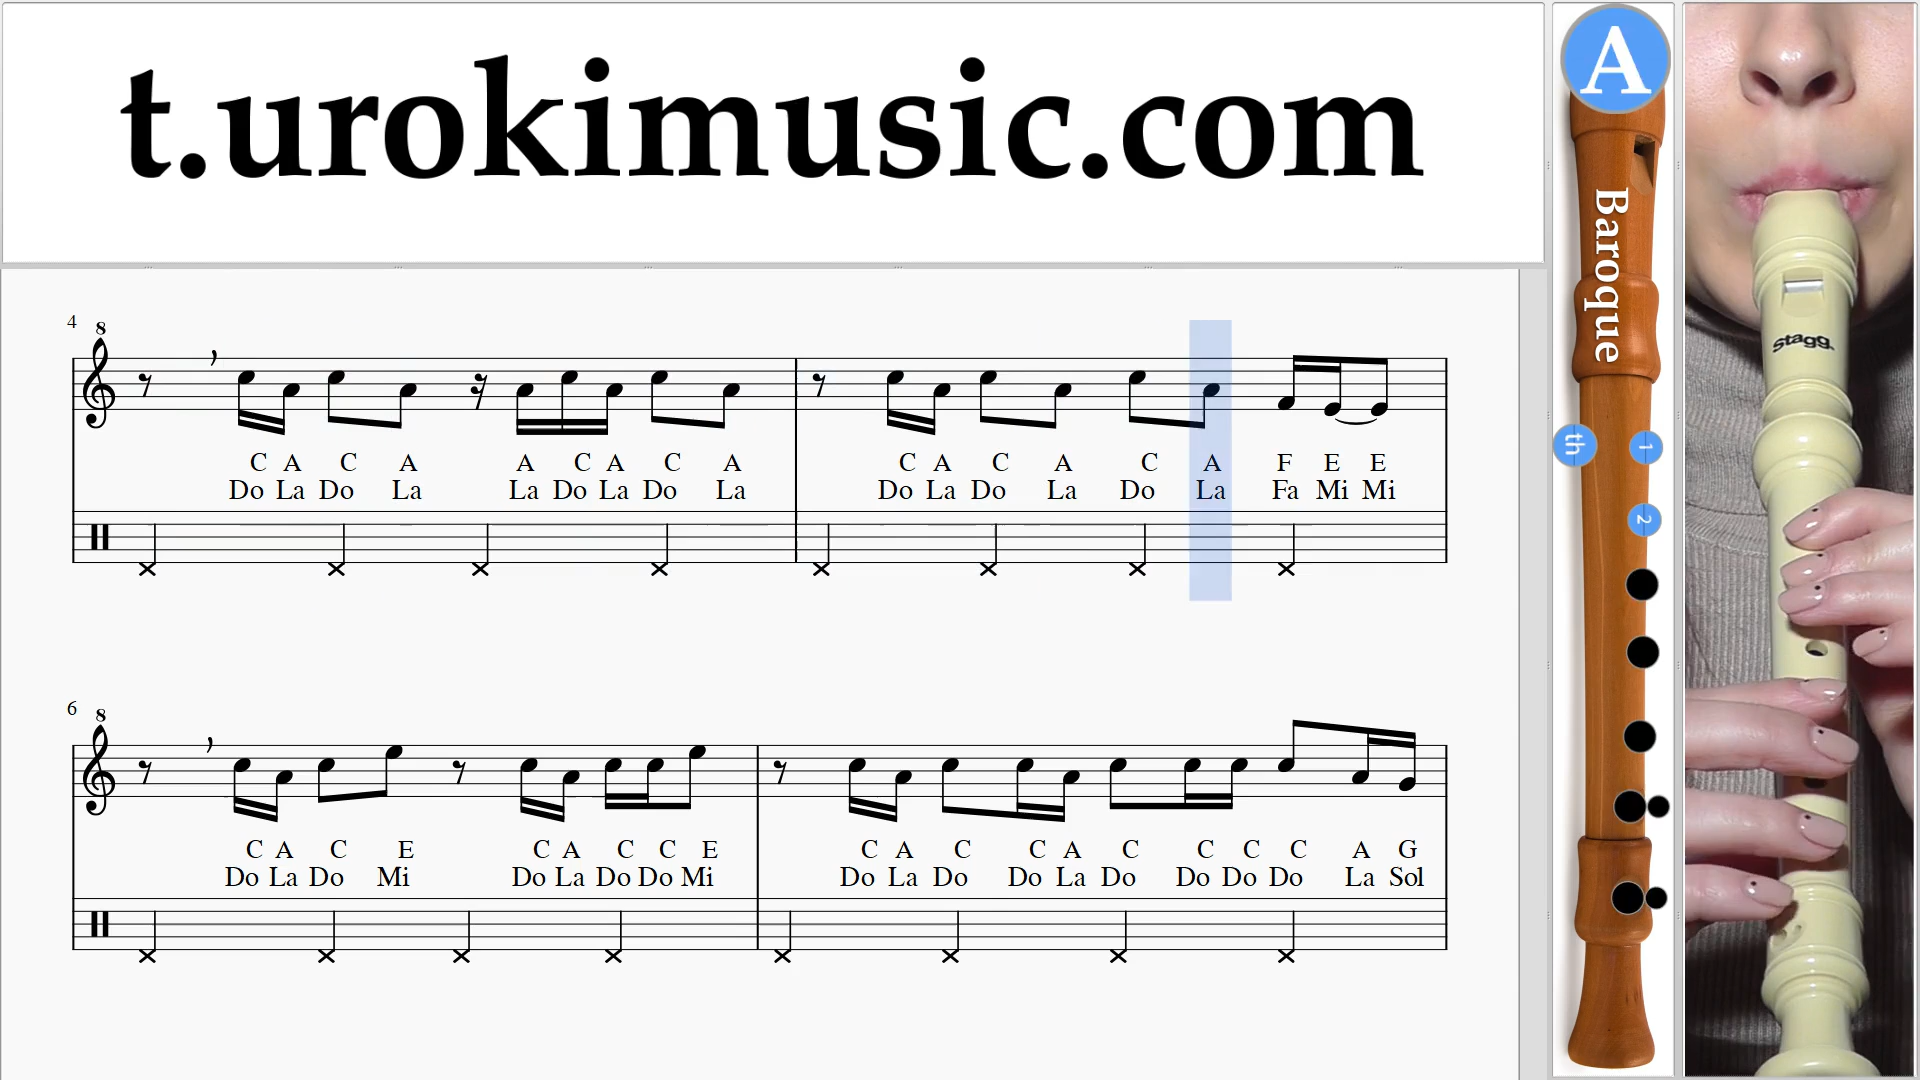 t.urokimusic.com
A
Baroque
th 1
2
Stagg.
4
8
C A C A A C A C A C A C A C A F E E
Do La Do La La Do La Do La Do La Do La Do La Fa Mi Mi
6
8
C A C E C A C C E C A C C A C C C C A G
Do La Do Mi Do La Do Do Mi Do La Do Do La Do Do Do Do La Sol